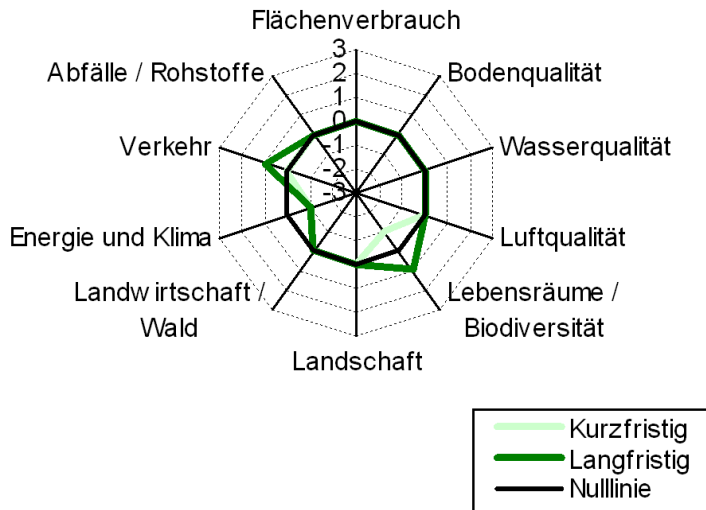 Flächenverbrauch
3
2
1
0
-1
-2
-3
Abfälle / Rohstoffe
Bodenqualität
Verkehr
Wasserqualität
Energie und Klima
Luftqualität
Landwirtschaft /
Wald
Lebensräume /
Biodiversität
Landschaft
Kurzfristig
Langfristig
Nulllinie